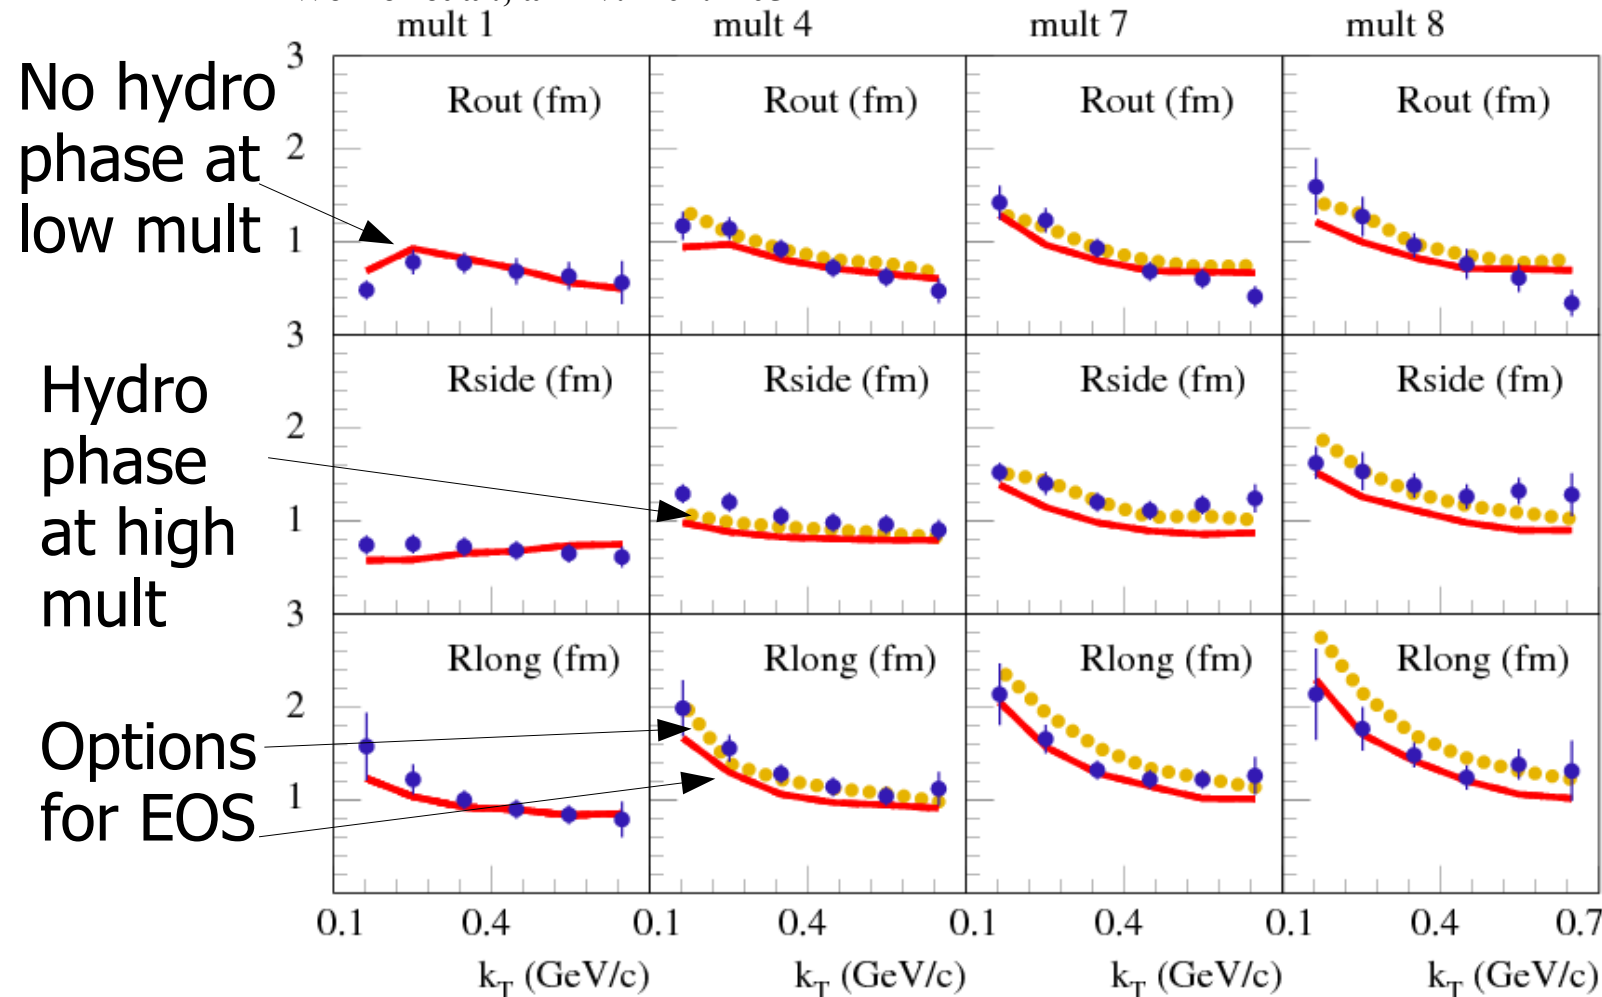 mult 1 mult 4 mult 7 mult 8
No hydro
phase at
low mult
Hydro
phase
at high
mult
Options
for EOS
3
2
1
Rout (fm) Rout (fm) Rout (fm) Rout (fm)
3
2
1
Rside (fm) Rside (fm) Rside (fm) Rside (fm)
3
2
1
Rlong (fm) Rlong (fm) Rlong (fm) Rlong (fm)
0.1 0.4 0.1 0.4 0.1 0.4 0.1 0.4 0.7
k_T (GeV/c) k_T (GeV/c) k_T (GeV/c) k_T (GeV/c)